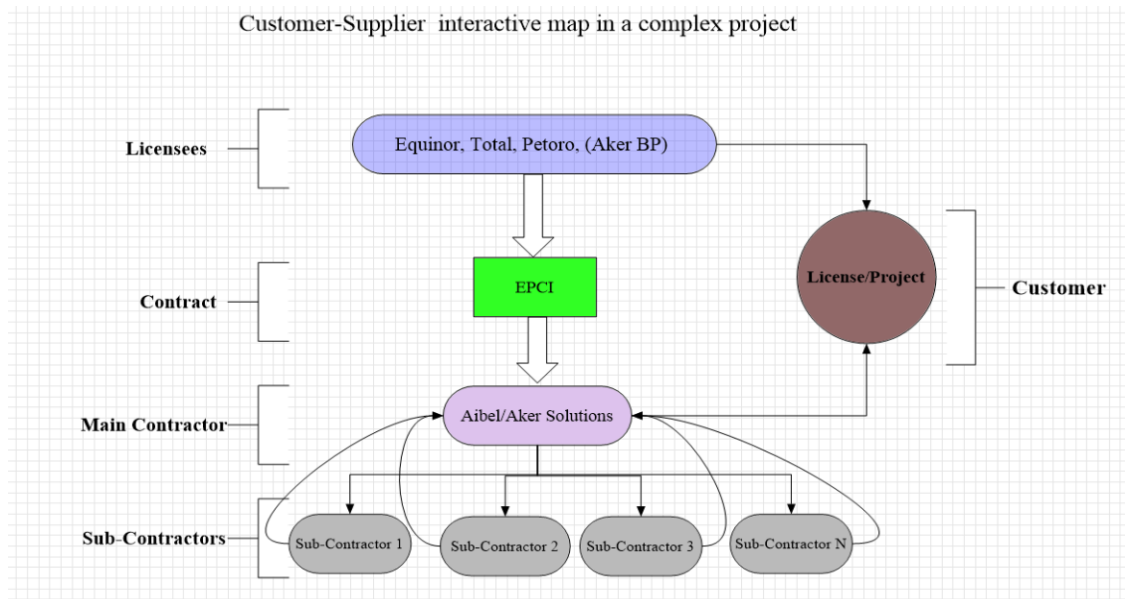 Customer-Supplier interactive map in a complex project
Licensees
Equinor, Total, Petoro, (Aker BP)
License/Project
Customer
Contract
EPCI
Main Contractor
Aibel/Aker Solutions
Sub-Contractors
Sub-Contractor 1
Sub-Contractor 2
Sub-Contractor 3
Sub-Contractor N